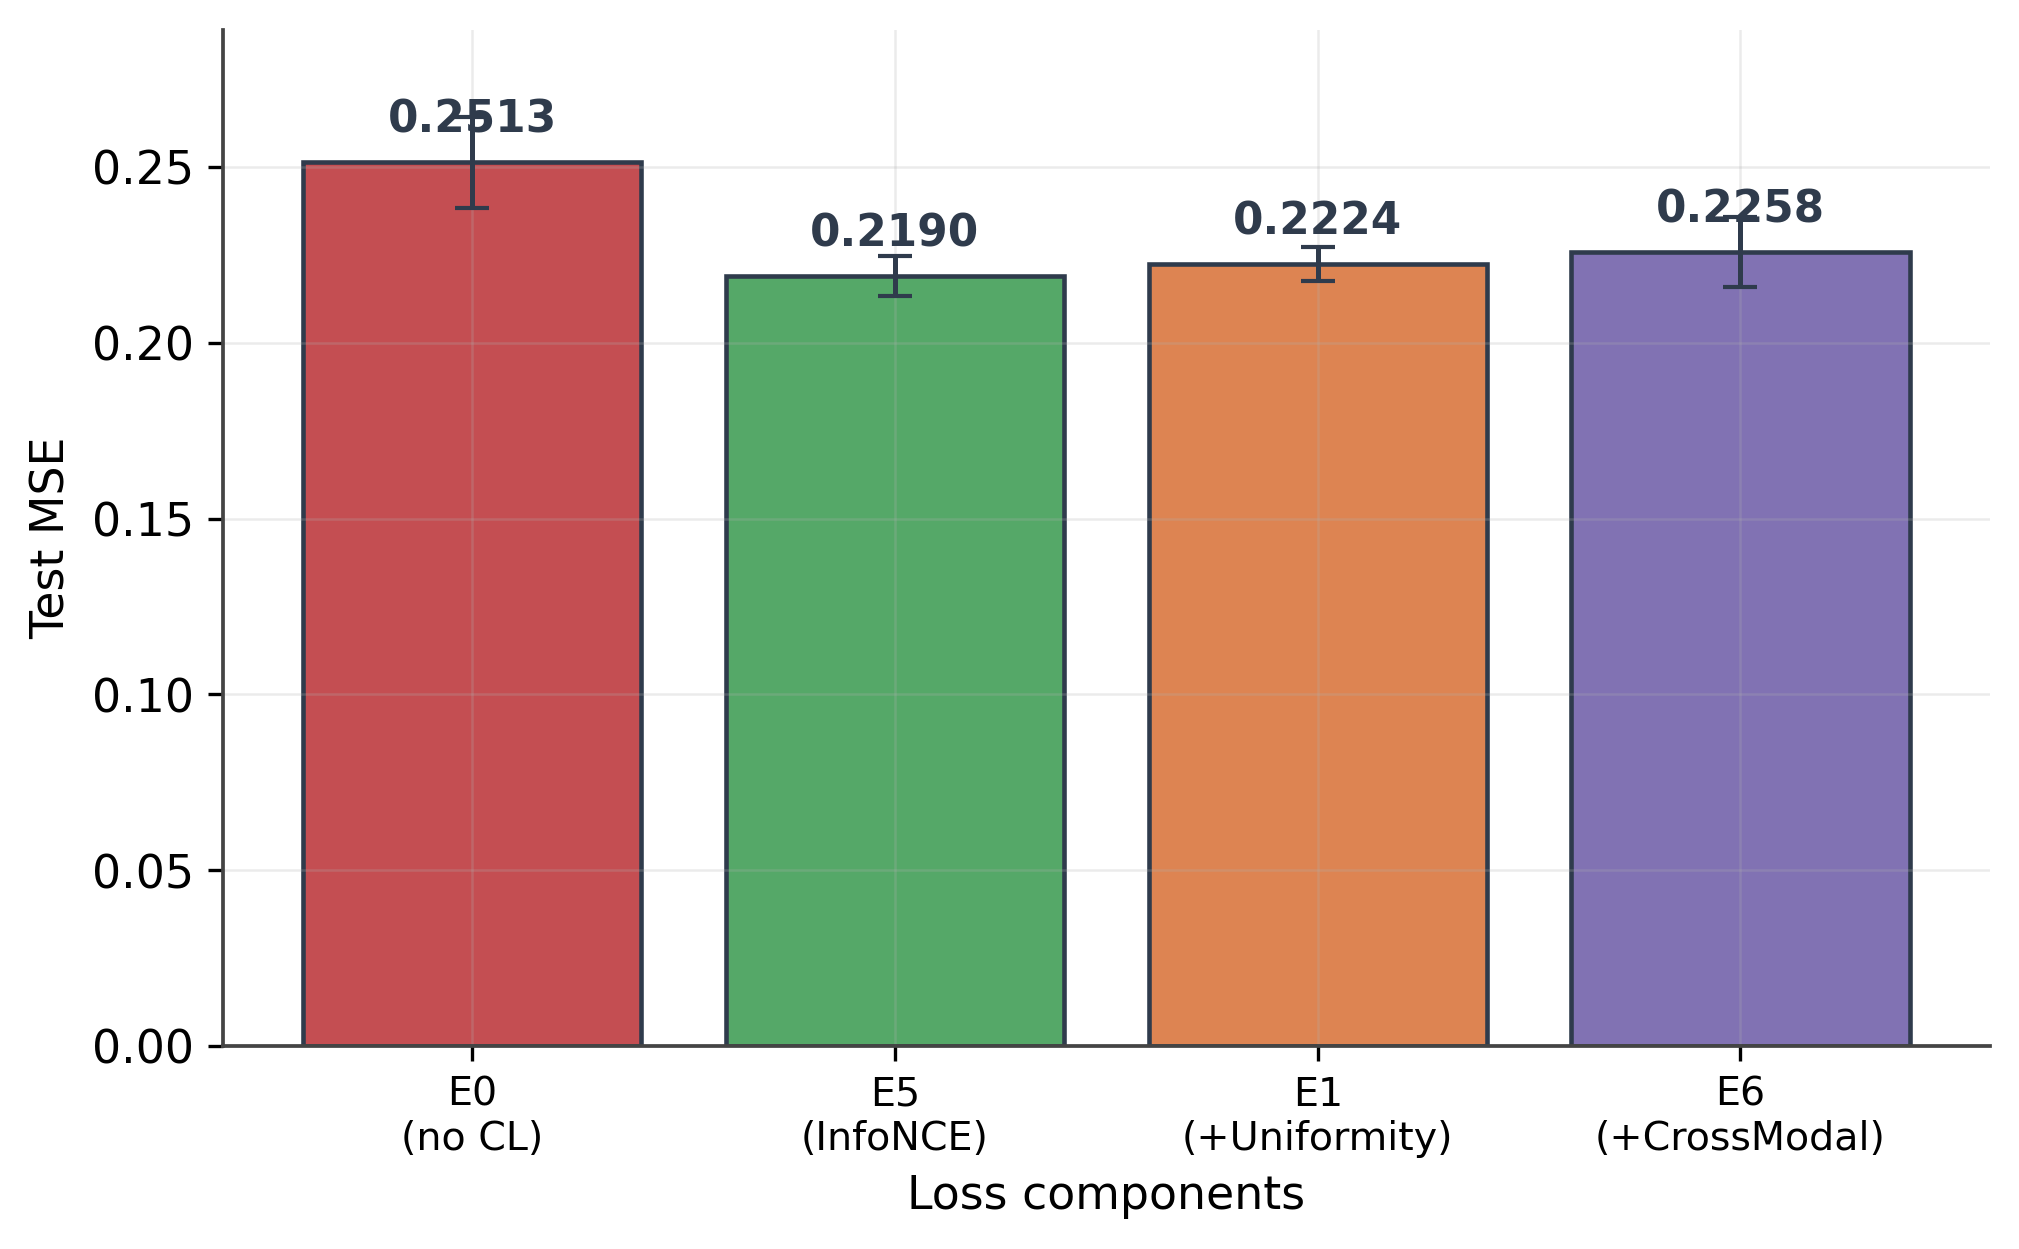 0.2513
0.2190
0.2224
0.2258
0.25
0.20
0.15
0.10
0.05
0.00
Test MSE
E0
(no CL)
E5
(InfoNCE)
E1
(+Uniformity)
E6
(+CrossModal)
Loss components